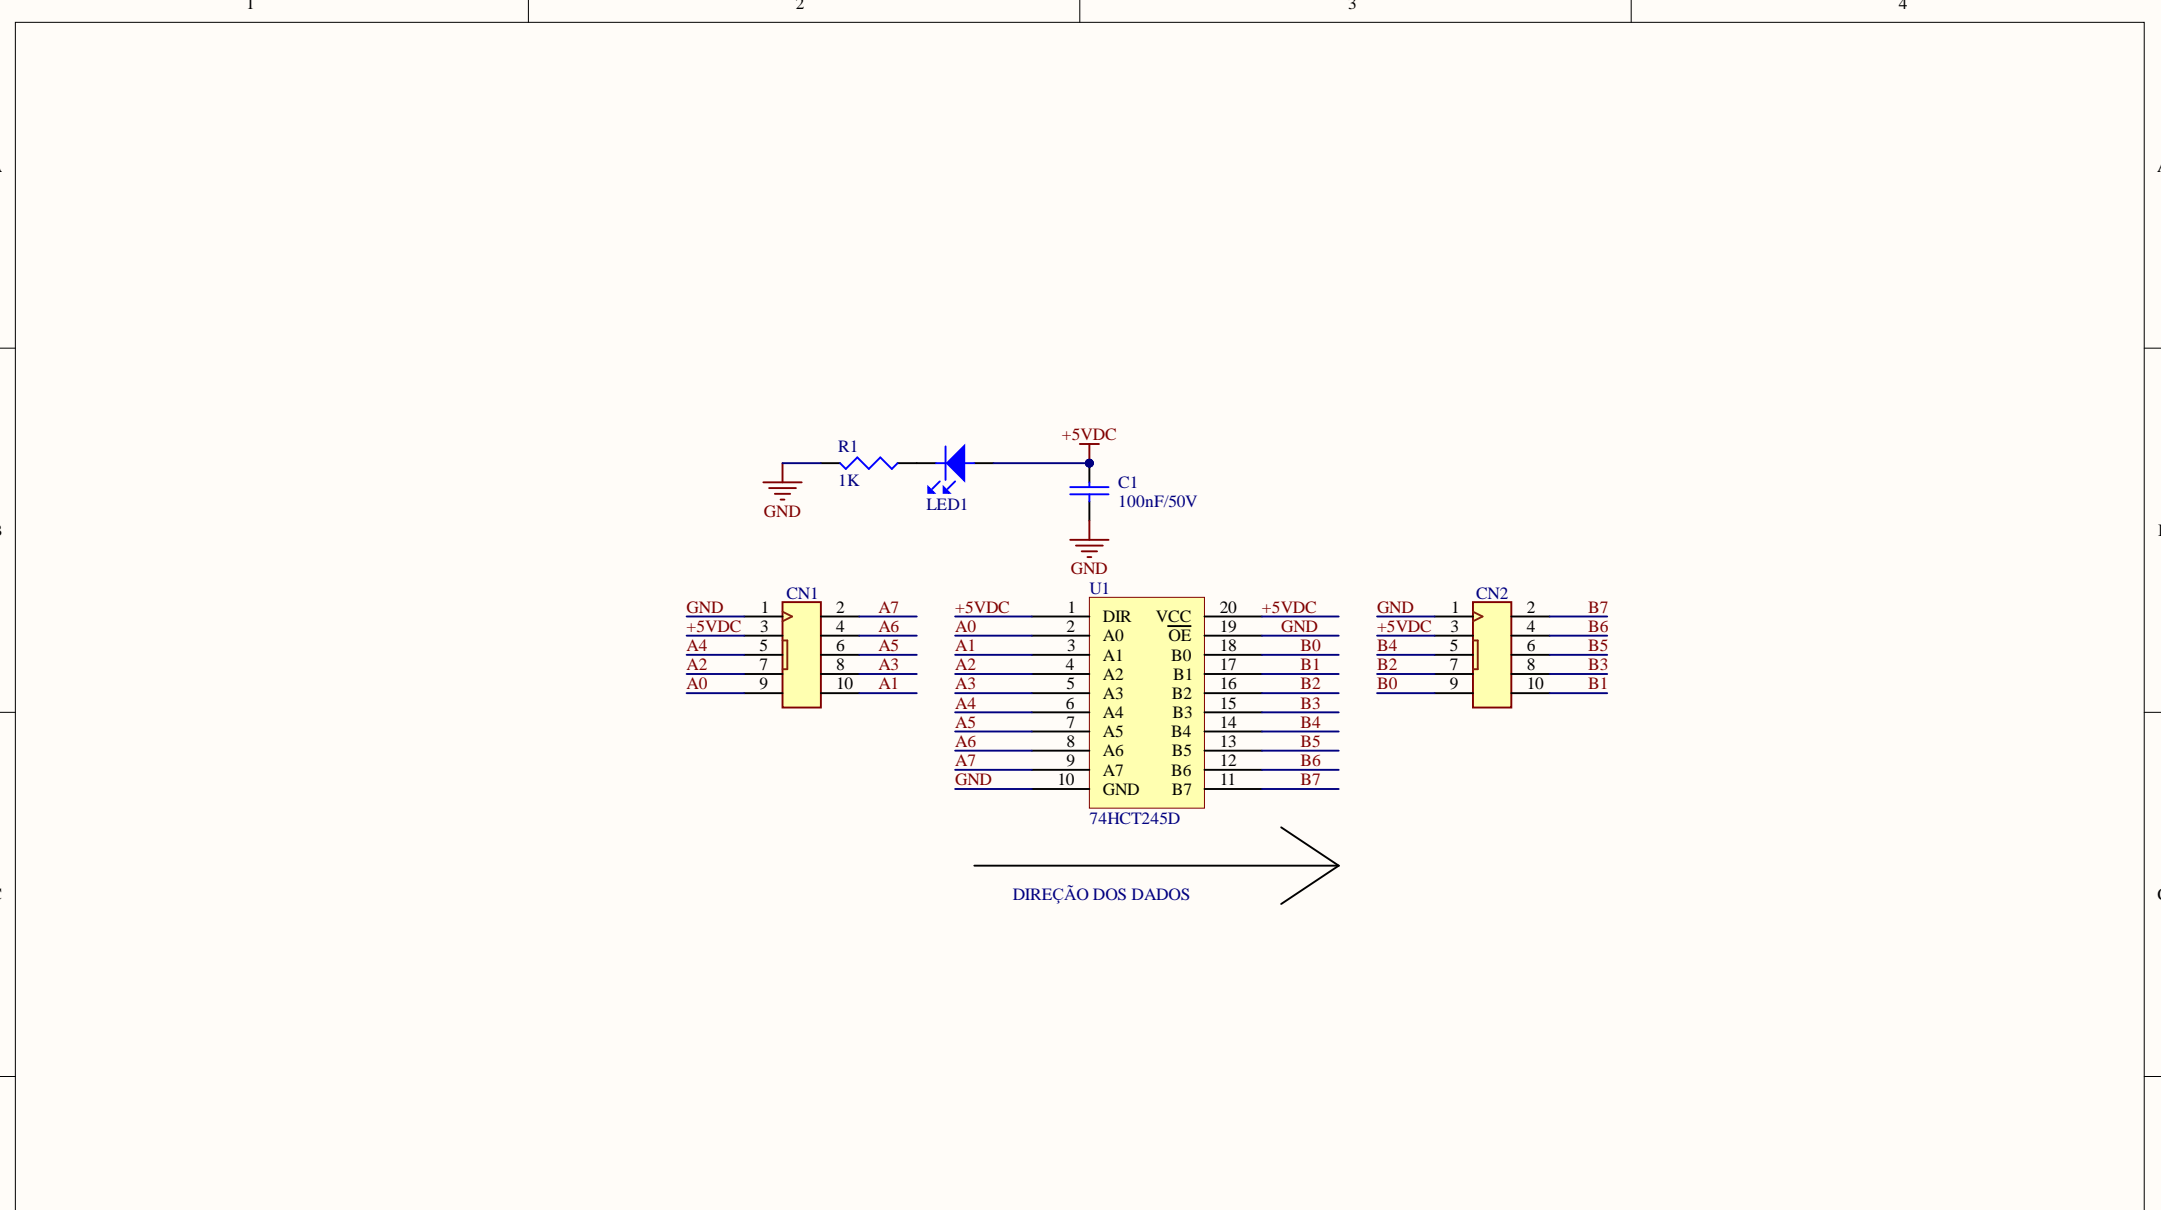 1 2 3 4
+5VDC
R1
1K
LED1
GND
C1
100nF/50V
GND
CN1
GND 1 2 A7
+5VDC 3 4 A6
A4 5 6 A5
A2 7 8 A3
A0 9 10 A1
U1
+5VDC 1 DIR VCC 20 +5VDC
A0 2 A0 OE 19 GND
A1 3 A1 B0 18 B0
A2 4 A2 B1 17 B1
A3 5 A3 B2 16 B2
A4 6 A4 B3 15 B3
A5 7 A5 B4 14 B4
A6 8 A6 B5 13 B5
A7 9 A7 B6 12 B6
GND 10 GND B7 11 B7
74HCT245D
CN2
GND 1 2 B7
+5VDC 3 4 B6
B4 5 6 B5
B2 7 8 B3
B0 9 10 B1
DIREÇÃO DOS DADOS